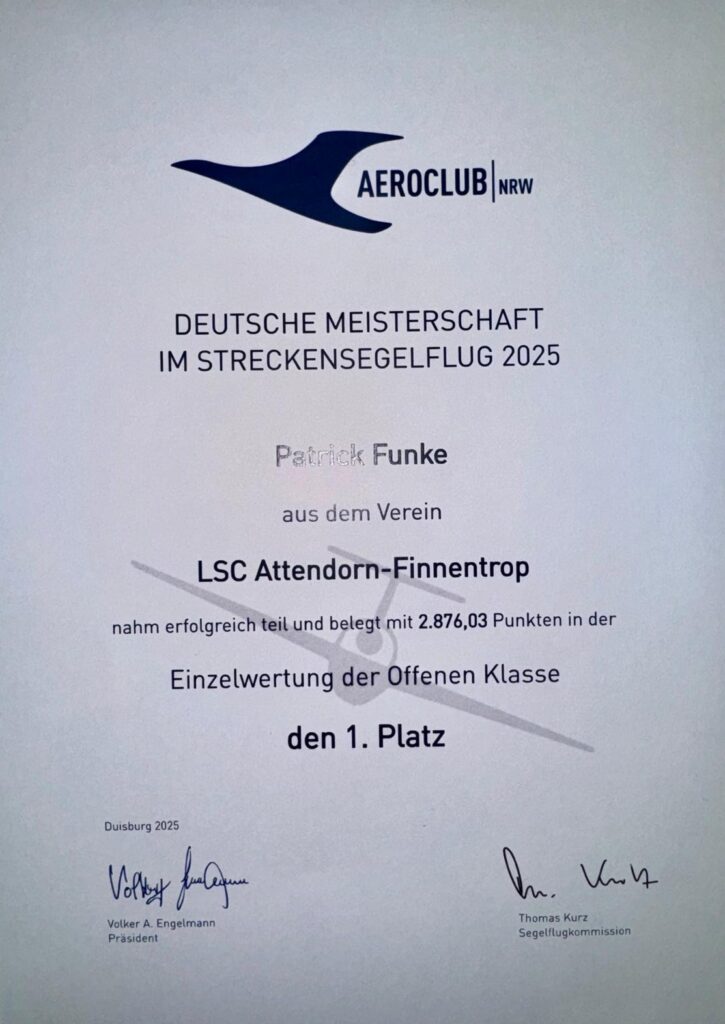 AEROCLUB|NRW
DEUTSCHE MEISTERSCHAFT
IM STRECKENSEGELFLUG 2025
Patrick Funke
aus dem Verein
LSC Attendorn-Finnentrop
nahm erfolgreich teil und belegt mit 2.876,03 Punkten in der
Einzelwertung der Offenen Klasse
den 1. Platz
Duisburg 2025
Volker A. Engelmann
Präsident
Thomas Kurz
Segelflugkommission